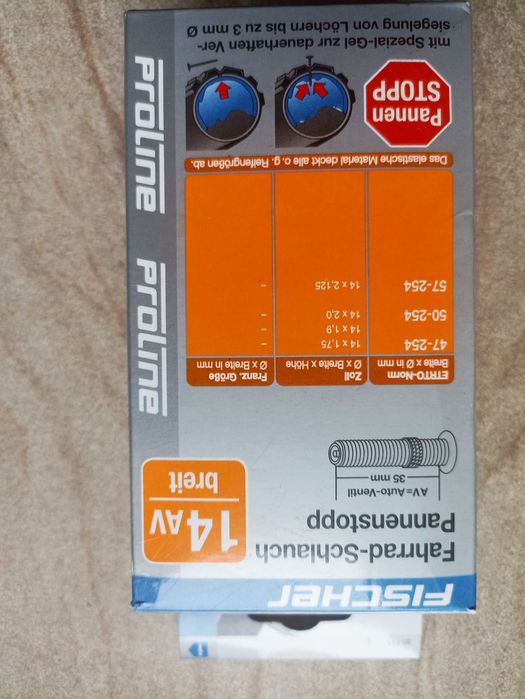 FISCHER
Fahrrad-Schlauch
Pannenstopp
14 AV
breit
AV=Auto-Ventil
35 mm
ETRTO-Norm
Breite x Ø in mm
Zoll
Ø x Breite x Höhe
Franz. Größe
Ø x Breite in mm
47-254
14 x 1,75
–
14 x 1,9
–
50-254
14 x 2,0
–
57-254
14 x 2,125
–
Das elastische Material deckt alle o. g. Reifengrößen ab.
Pannen
STOPP
mit Spezial-Gel zur dauerhaften Ver-
siegelung von Löchern bis zu 3 mm Ø
PROLINE
PROLINE